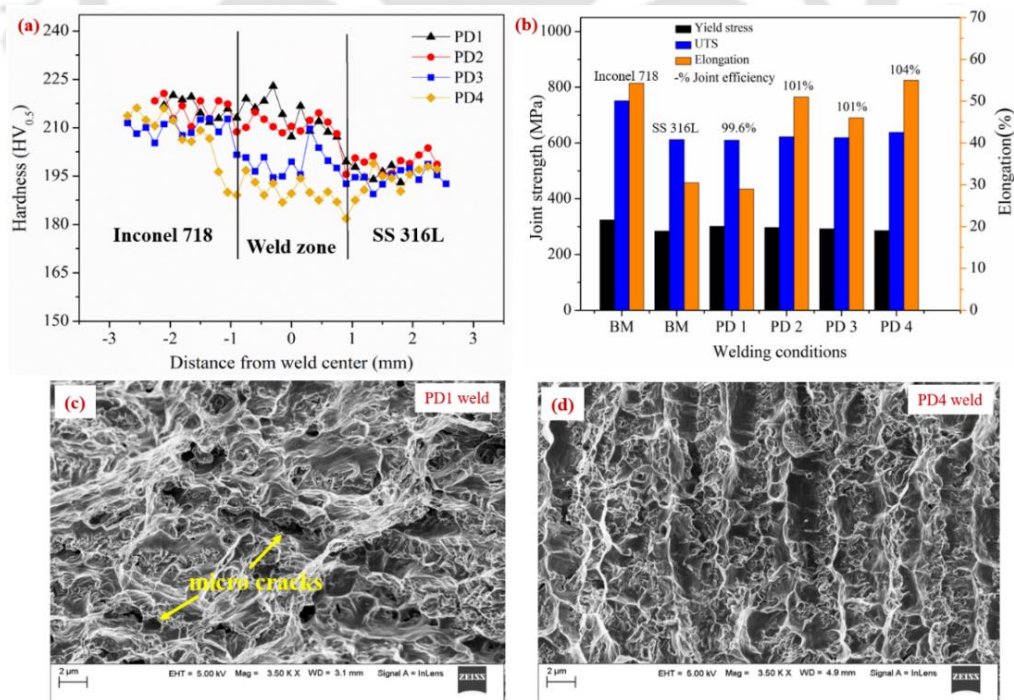 (a)
PD1
PD2
PD3
PD4
Hardness (HV0.5)
240
225
210
195
180
165
150
Inconel 718
Weld zone
SS 316L
-3 -2 -1 0 1 2 3
Distance from weld center (mm)
(b)
Yield stress
UTS
Elongation
-% Joint efficiency
Joint strength (MPa)
1000
800
600
400
200
0
Elongation(%)
70
60
50
40
30
20
10
0
Inconel 718
SS 316L
99.6%
101%
101%
104%
BM BM PD 1 PD 2 PD 3 PD 4
Welding conditions
(c)
PD1 weld
micro cracks
2 µm
EHT = 5.00 kV Mag = 3.50 K X WD = 3.1 mm Signal A = InLens
ZEISS
(d)
PD4 weld
2 µm
EHT = 5.00 kV Mag = 3.50 K X WD = 4.9 mm Signal A = InLens
ZEISS